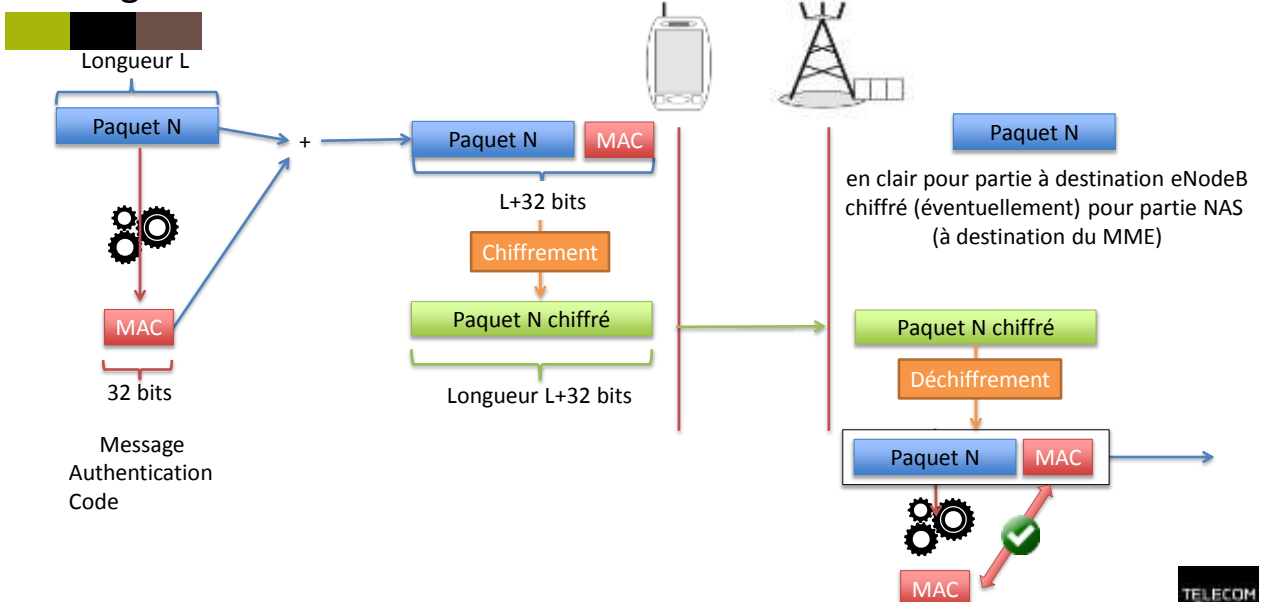 Longueur L
Paquet N
MAC
32 bits
Message
Authentication
Code
+
Paquet N
MAC
L+32 bits
Chiffrement
Paquet N chiffré
Longueur L+32 bits
Paquet N
en clair pour partie à destination eNodeB
chiffré (éventuellement) pour partie NAS
(à destination du MME)
Paquet N chiffré
Déchiffrement
Paquet N
MAC
MAC
TELECOM